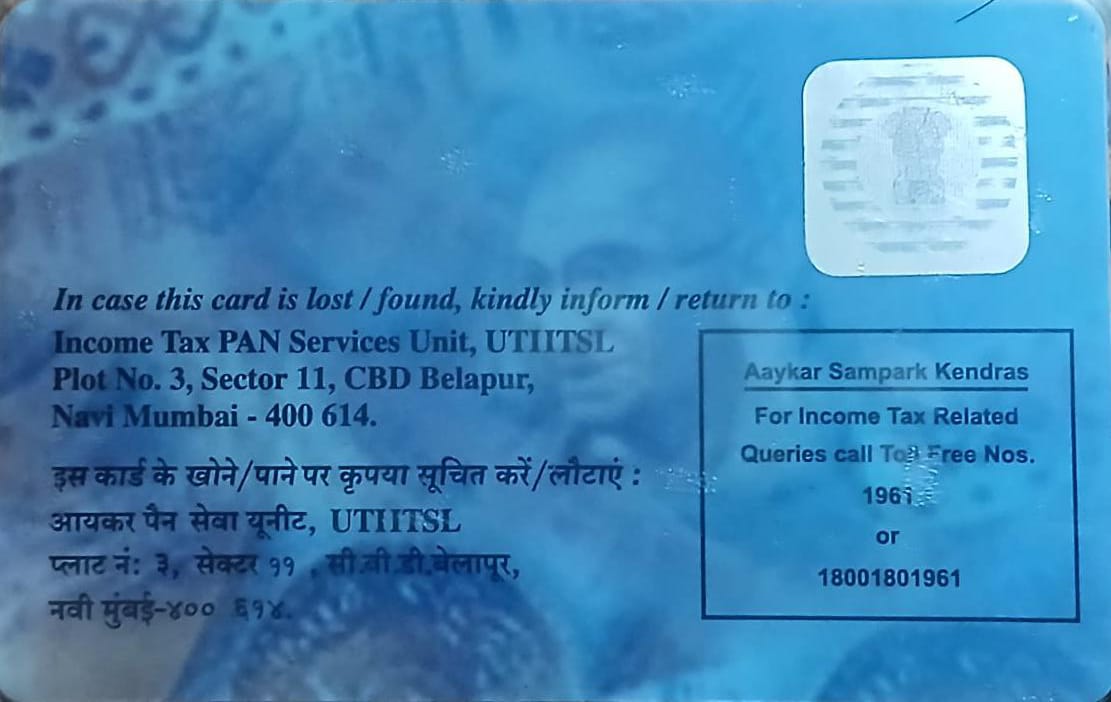 In case this card is lost / found, kindly inform / return to :
Income Tax PAN Services Unit, UTIITSL
Plot No. 3, Sector 11, CBD Belapur,
Navi Mumbai - 400 614.
इस कार्ड के खोने/पाने पर कृपया सूचित करें/लौटाएं :
आयकर पैन सेवा यूनीट, UTIITSL
प्लाट नं: ३, सेक्टर ११ , सी.बी.डी.बेलापूर,
नवी मुंबई-४०० ६१४.
Aaykar Sampark Kendras
For Income Tax Related
Queries call Toll Free Nos.
1961
or
18001801961